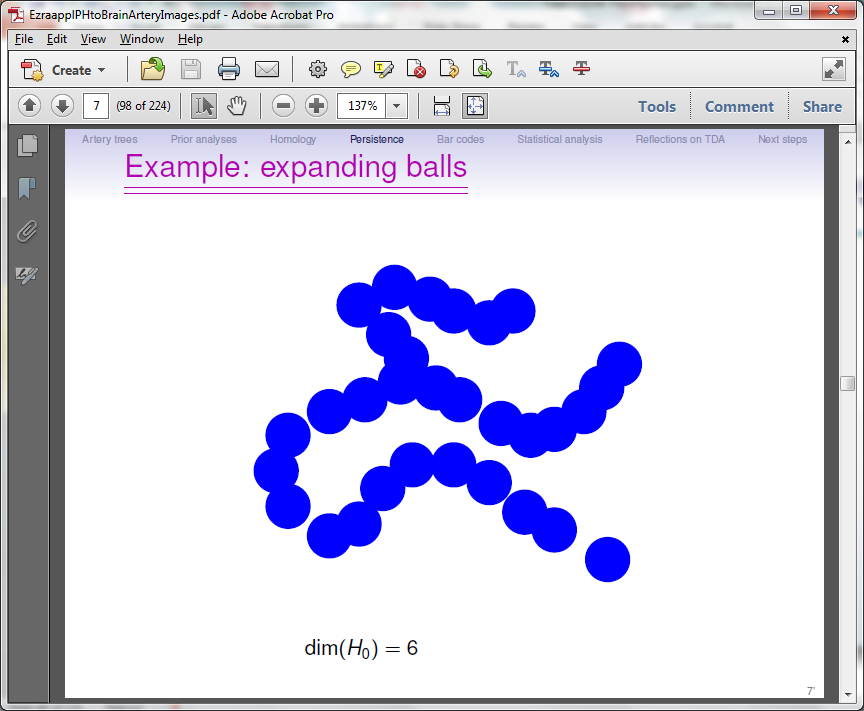 EzraapplPHtoBrainArteryImages.pdf - Adobe Acrobat Pro
File Edit View Window Help
Create
7 (98 of 224) 137% Tools Comment Share
Artery trees Prior analyses Homology Persistence Bar codes Statistical analysis Reflections on TDA Next steps
Example: expanding balls
dim(H₀) = 6
7'